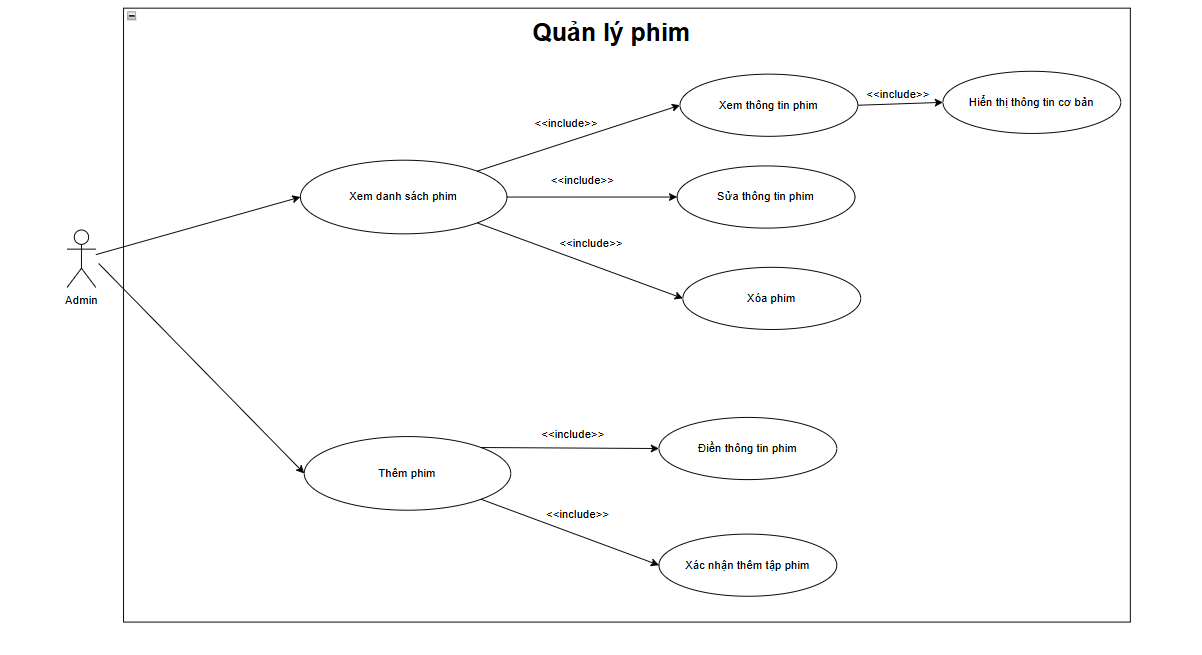 Quản lý phim
Xem thông tin phim
<<include>>
Hiển thị thông tin cơ bản
<<include>>
Xem danh sách phim
<<include>>
Sửa thông tin phim
<<include>>
Xóa phim
Admin
Thêm phim
<<include>>
Điền thông tin phim
<<include>>
Xác nhận thêm tập phim